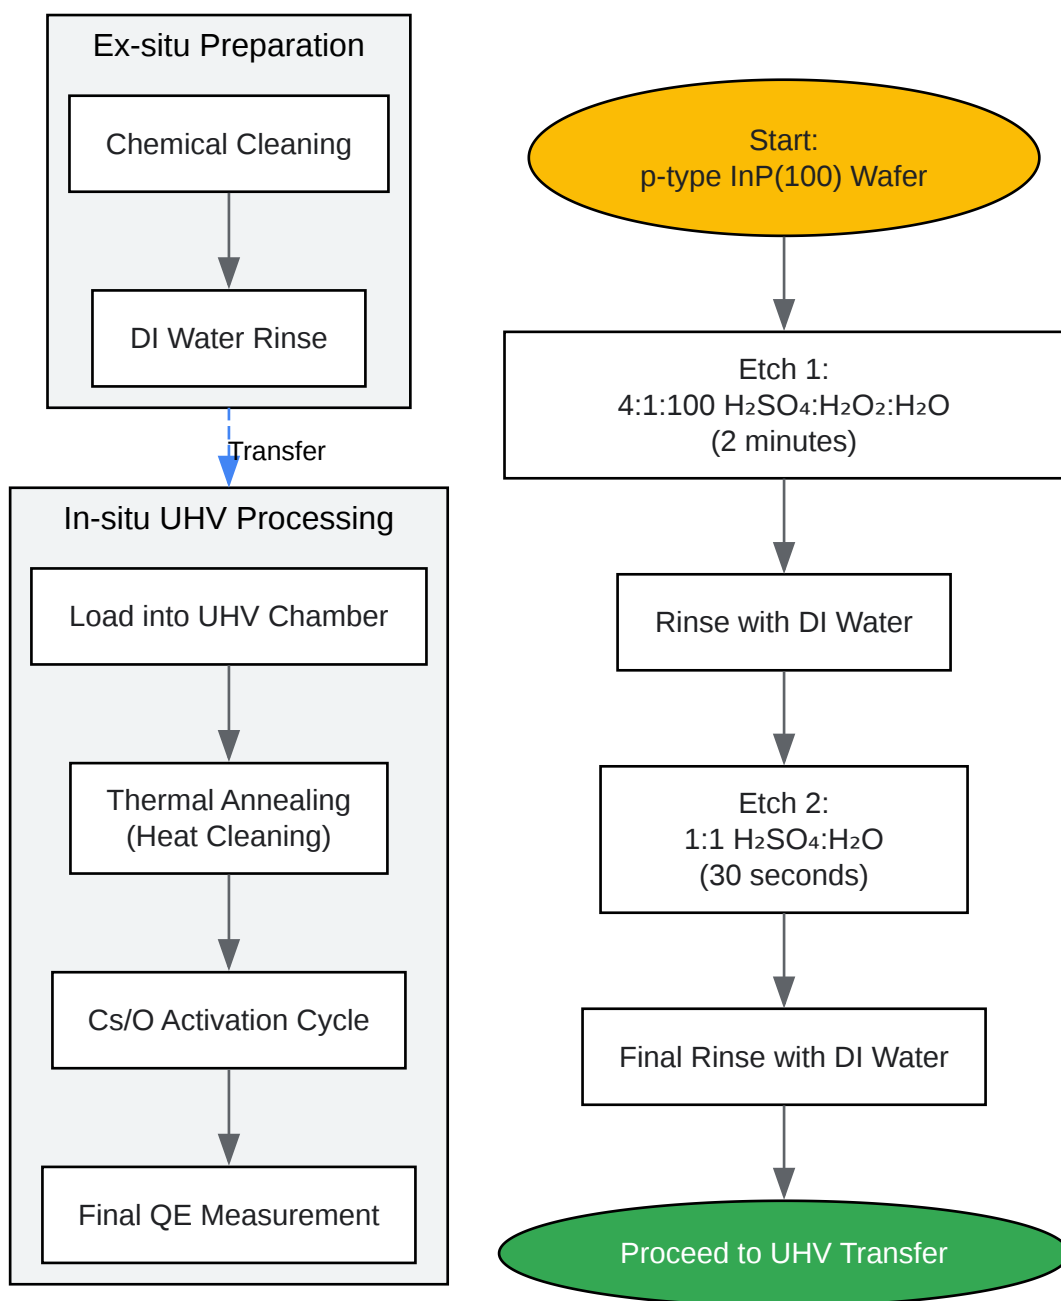 Ex-situ Preparation
Chemical Cleaning
DI Water Rinse
Transfer
In-situ UHV Processing
Load into UHV Chamber
Thermal Annealing
(Heat Cleaning)
Cs/O Activation Cycle
Final QE Measurement
Start:
p-type InP(100) Wafer
Etch 1:
4:1:100 H₂SO₄:H₂O₂:H₂O
(2 minutes)
Rinse with DI Water
Etch 2:
1:1 H₂SO₄:H₂O
(30 seconds)
Final Rinse with DI Water
Proceed to UHV Transfer